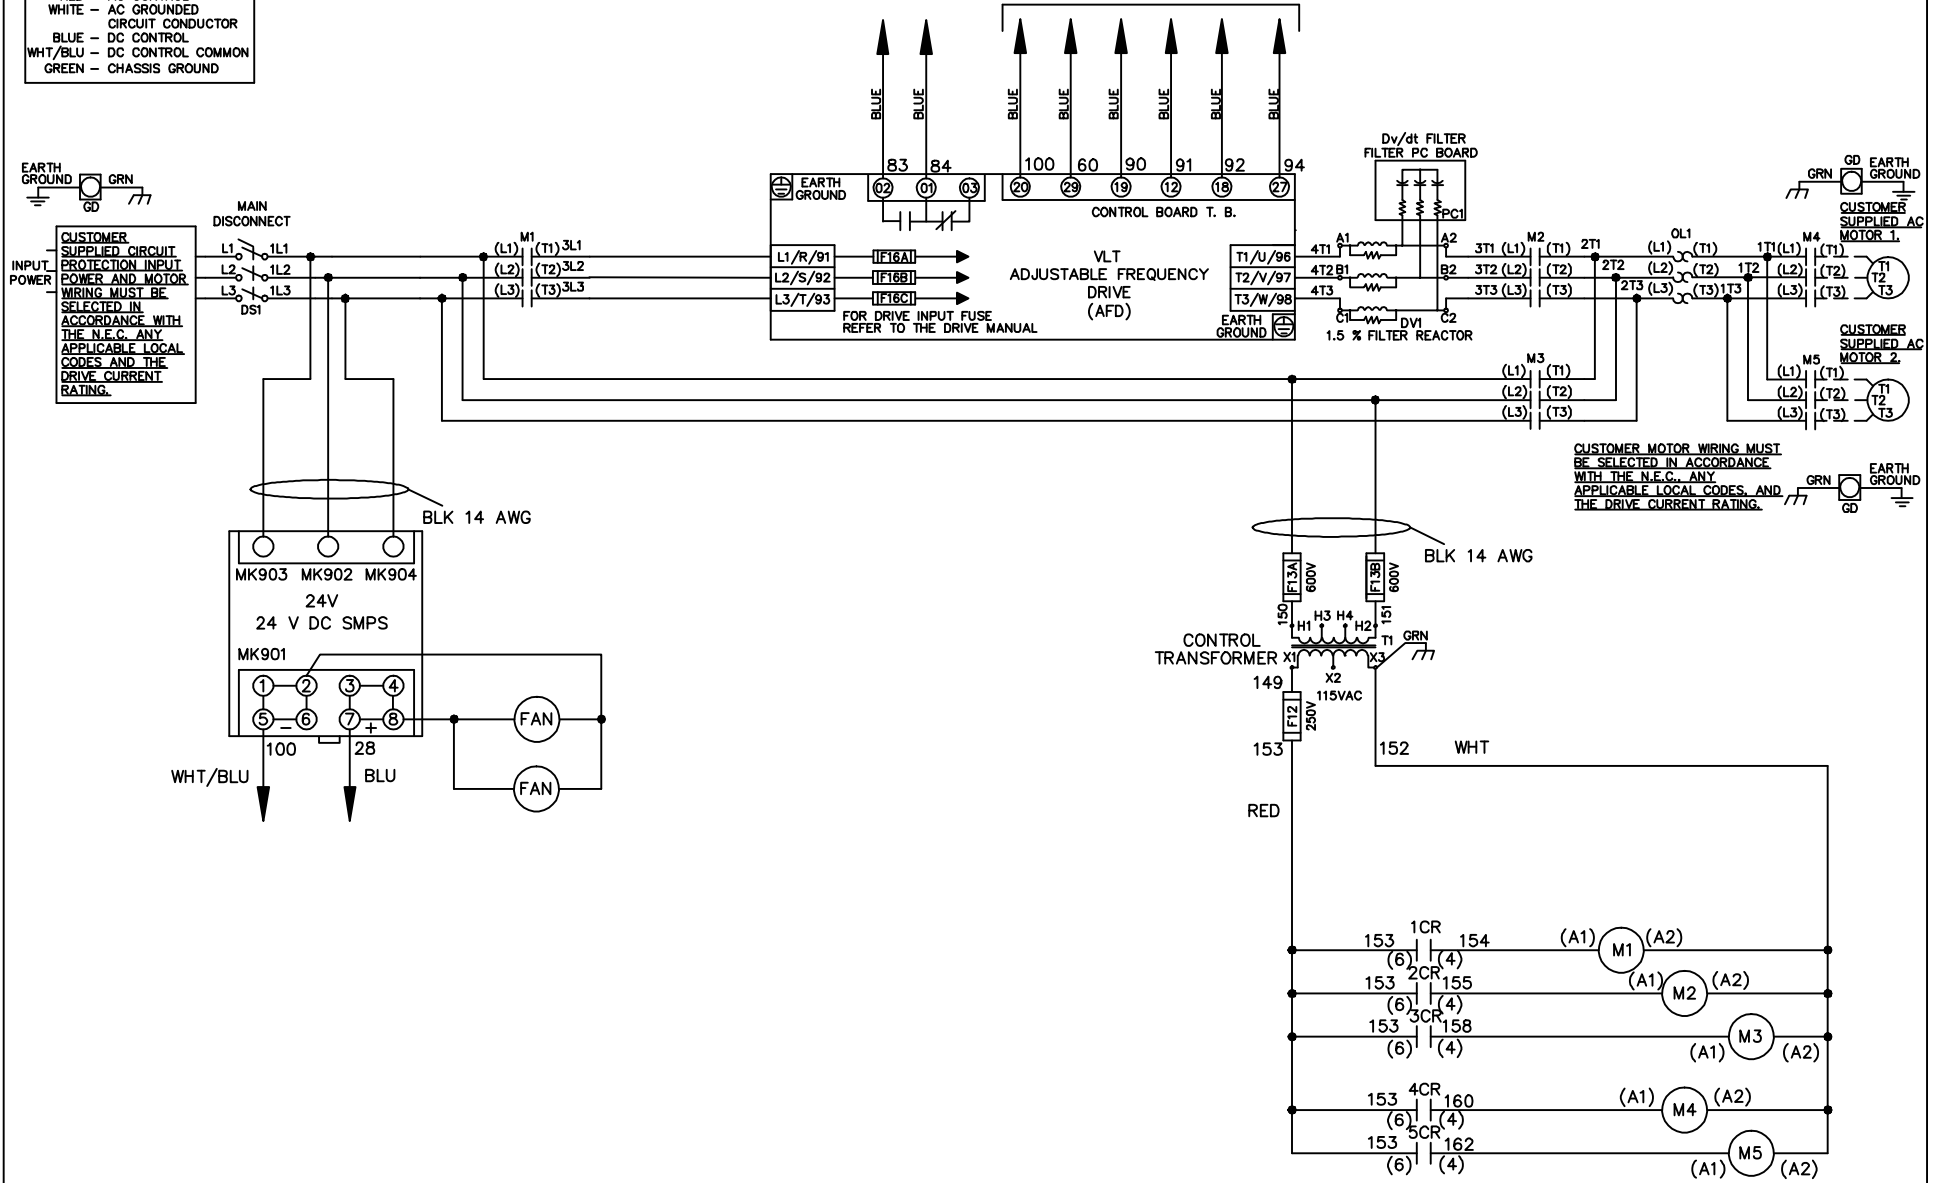 WHITE – AC GROUNDED
CIRCUIT CONDUCTOR
BLUE – DC CONTROL
WHT/BLU – DC CONTROL COMMON
GREEN – CHASSIS GROUND
BLUE BLUE BLUE BLUE BLUE BLUE BLUE BLUE
83 84 100 60 90 91 92 94
02 01 03 20 29 19 12 18 27
EARTH
GROUND
GRN
GD
MAIN
DISCONNECT
INPUT
POWER
CUSTOMER
SUPPLIED CIRCUIT
PROTECTION INPUT
POWER AND MOTOR
WIRING MUST BE
SELECTED IN
ACCORDANCE WITH
THE N.E.C. ANY
APPLICABLE LOCAL
CODES AND THE
DRIVE CURRENT
RATING.
L1 1L1
L2 1L2
L3 1L3
DS1
M1
(L1) (T1) 3L1
(L2) (T2) 3L2
(L3) (T3) 3L3
EARTH
GROUND
CONTROL BOARD T. B.
L1/R/91
L2/S/92
L3/T/93
F16A
F16B
F16C
FOR DRIVE INPUT FUSE
REFER TO THE DRIVE MANUAL
VLT
ADJUSTABLE FREQUENCY
DRIVE
(AFD)
T1/U/96
T2/V/97
T3/W/98
EARTH
GROUND
Dv/dt FILTER
FILTER PC BOARD
PC1
4T1 A1 A2
4T2 B1 B2
4T3 C1 C2
DV1
1.5 % FILTER REACTOR
M2
3T1 (L1) (T1) 2T1
3T2 (L2) (T2) 2T2
3T3 (L3) (T3) 2T3
OL1
(L1) (T1) 1T1
(L2) (T2) 1T2
(L3) (T3) 1T3
M4
(L1) (T1)
(L2) (T2)
(L3) (T3)
T1
T2
T3
GRN
GD
EARTH
GROUND
CUSTOMER
SUPPLIED AC
MOTOR 1.
CUSTOMER
SUPPLIED AC
MOTOR 2.
M3
(L1) (T1)
(L2) (T2)
(L3) (T3)
M5
(L1) (T1)
(L2) (T2)
(L3) (T3)
T1
T2
T3
CUSTOMER MOTOR WIRING MUST
BE SELECTED IN ACCORDANCE
WITH THE N.E.C., ANY
APPLICABLE LOCAL CODES, AND
THE DRIVE CURRENT RATING.
GRN
GD
EARTH
GROUND
BLK 14 AWG
MK903 MK902 MK904
24V
24 V DC SMPS
MK901
1 2 3 4
5 – 6 7 + 8
100 28
WHT/BLU BLU
FAN
FAN
BLK 14 AWG
F13A 600V
F13B 600V
150 151
H1 H3 H4 H2
T1
GRN
CONTROL
TRANSFORMER
X1 X3
X2
115VAC
149
F12 250V
153
152 WHT
RED
1CR
153 154 (A1) M1 (A2)
(6) (4)
2CR
153 155 (A1) M2 (A2)
(6) (4)
3CR
153 158 M3
(6) (4) (A1) (A2)
4CR
153 160 (A1) M4 (A2)
(6) (4)
5CR
153 162 M5
(6) (4) (A1) (A2)